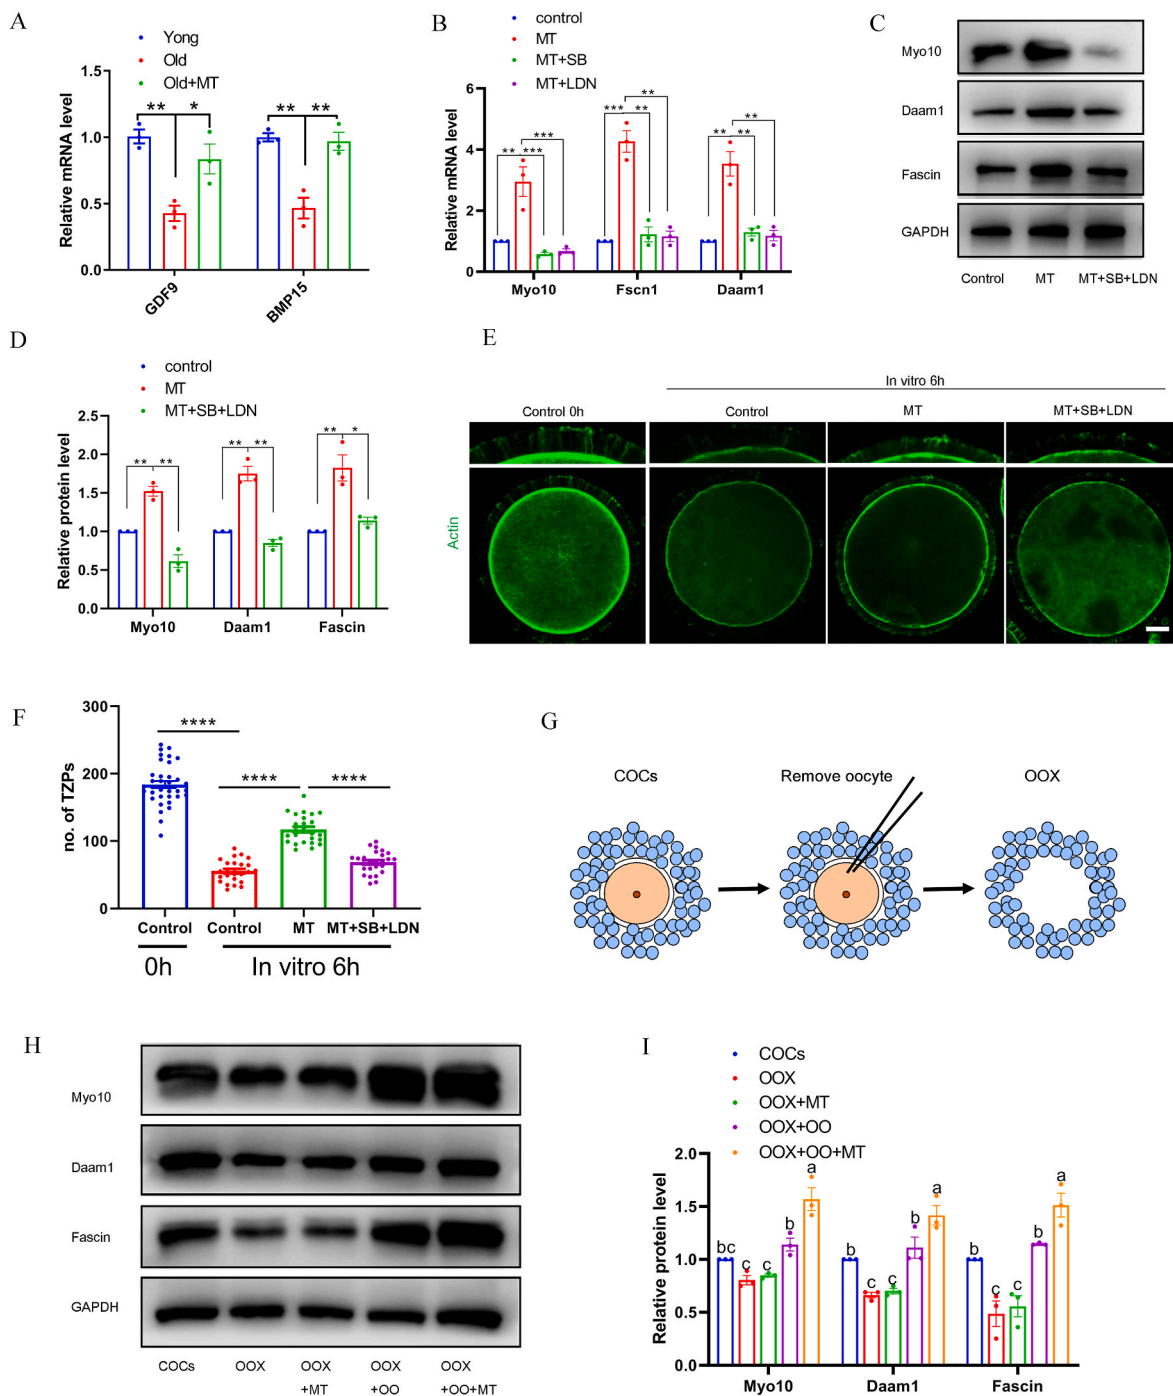 A
Yong
Old
Old+MT
Relative mRNA level
1.5
1.0
0.5
0.0
** *
** **
GDF9
BMP15
B
control
MT
MT+SB
MT+LDN
Relative mRNA level
6
4
2
0
***
** ***
**
*** **
**
** **
Myo10
Fscn1
Daam1
C
Myo10
Daam1
Fascin
GAPDH
Control
MT
MT+SB+LDN
D
control
MT
MT+SB+LDN
Relative protein level
2.5
2.0
1.5
1.0
0.5
0.0
** **
** **
** *
Myo10
Daam1
Fascin
E
In vitro 6h
Control 0h
Control
MT
MT+SB+LDN
Actin
F
no. of TZPs
300
200
100
0
****
****
****
Control
Control
MT
MT+SB+LDN
0h
In vitro 6h
G
COCs
Remove oocyte
OOX
H
Myo10
Daam1
Fascin
GAPDH
COCs
OOX
OOX
+MT
OOX
+OO
OOX
+OO+MT
I
COCs
OOX
OOX+MT
OOX+OO
OOX+OO+MT
Relative protein level
2.0
1.5
1.0
0.5
0.0
bc c c b a
b c c b a
b c c b a
Myo10
Daam1
Fascin